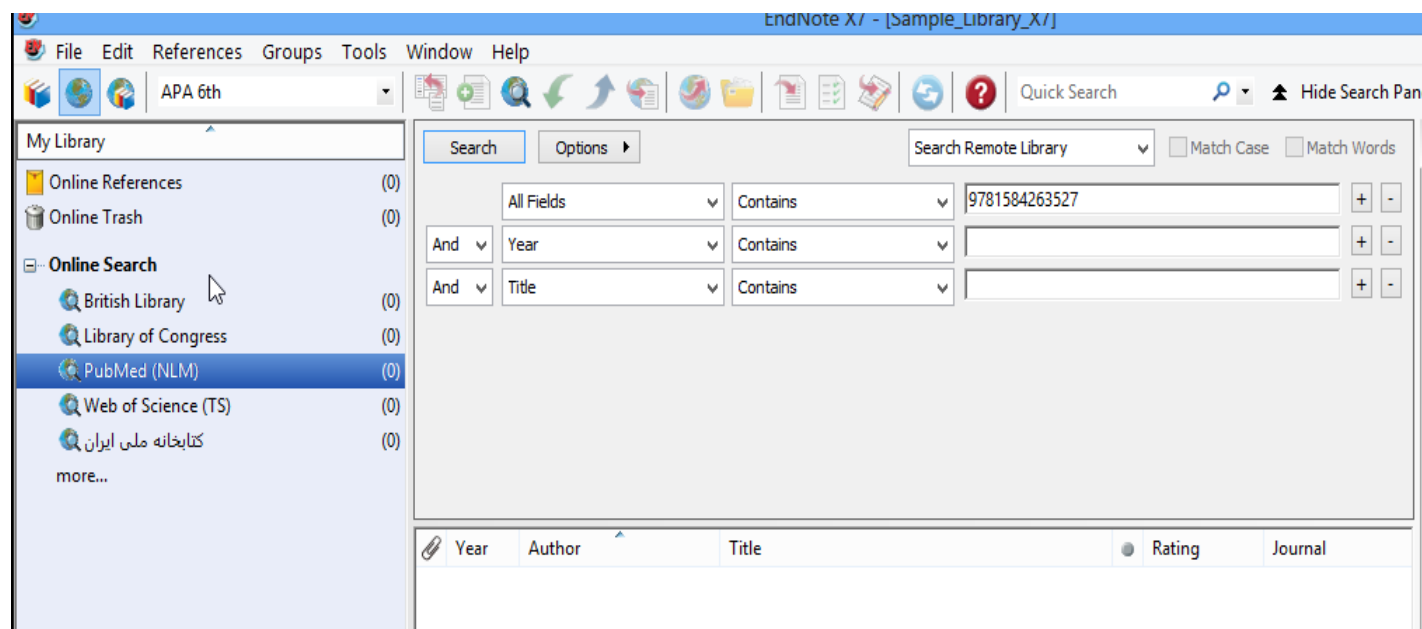 EndNote X7 - [Sample_Library_X7]
File Edit References Groups Tools Window Help
APA 6th Quick Search Hide Search Pan
My Library
Search Options Search Remote Library Match Case Match Words
Online References (0)
Online Trash (0)
All Fields Contains 9781584263527 + -
And Year Contains + -
And Title Contains + -
Online Search
British Library (0)
Library of Congress (0)
PubMed (NLM) (0)
Web of Science (TS) (0)
کتابخانه ملی ایران (0)
more...
Year Author Title Rating Journal